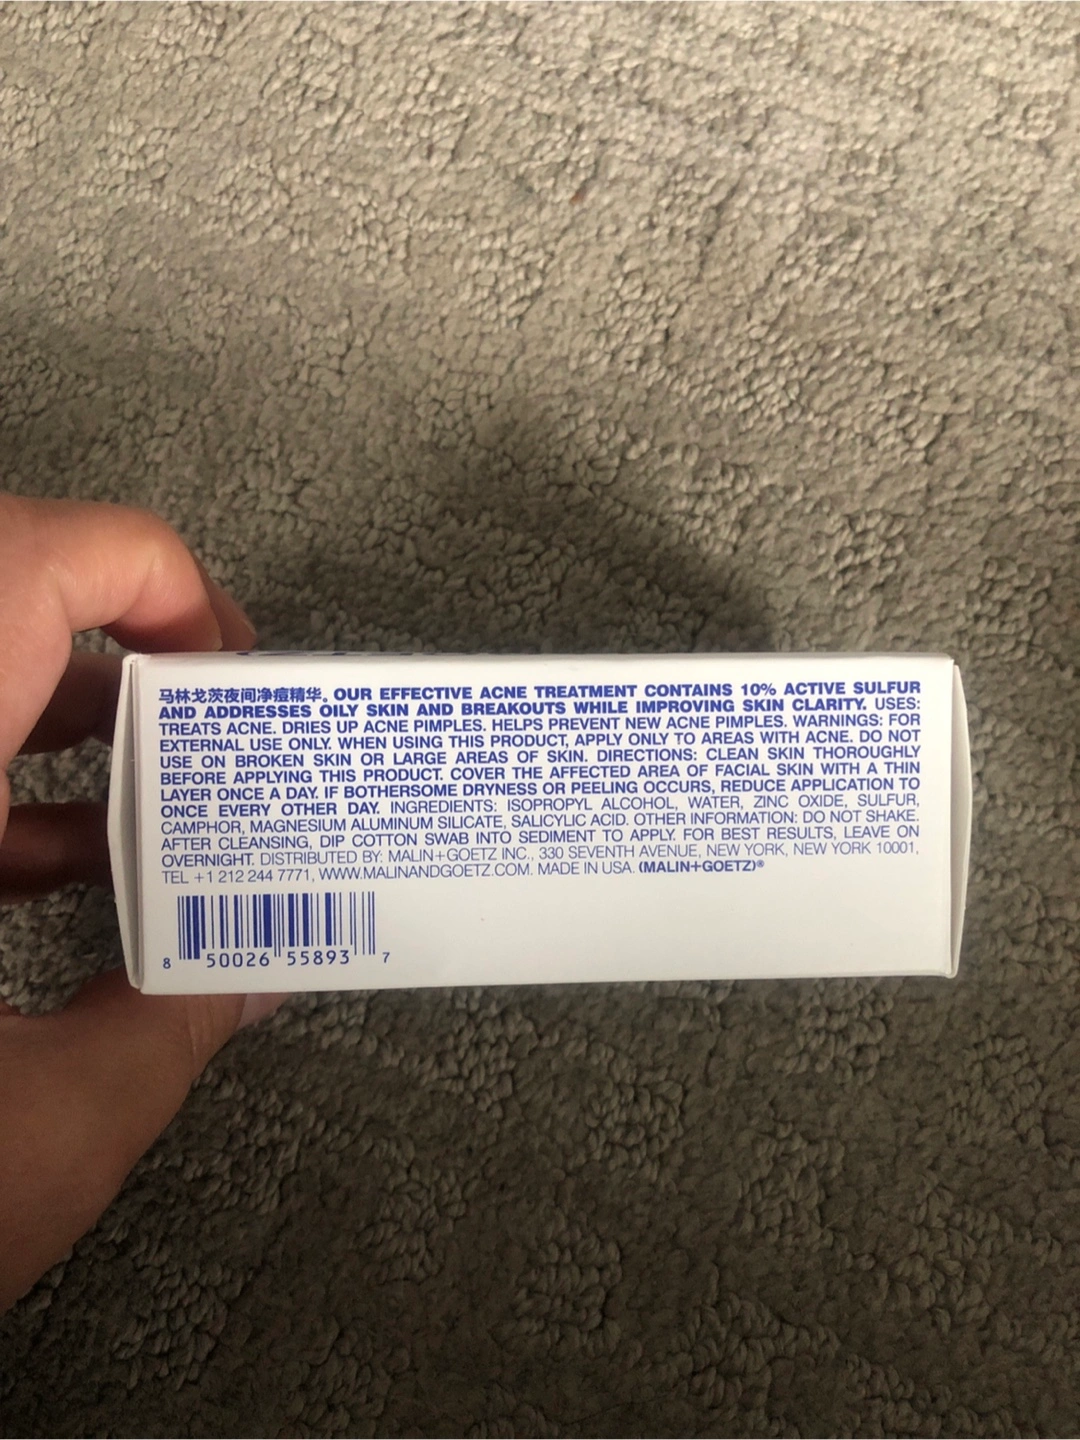 马林戈茨夜间净痘精华。OUR EFFECTIVE ACNE TREATMENT CONTAINS 10% ACTIVE SULFUR
AND ADDRESSES OILY SKIN AND BREAKOUTS WHILE IMPROVING SKIN CLARITY. USES:
TREATS ACNE. DRIES UP ACNE PIMPLES. HELPS PREVENT NEW ACNE PIMPLES. WARNINGS: FOR
EXTERNAL USE ONLY. WHEN USING THIS PRODUCT, APPLY ONLY TO AREAS WITH ACNE. DO NOT
USE ON BROKEN SKIN OR LARGE AREAS OF SKIN. DIRECTIONS: CLEAN SKIN THOROUGHLY
BEFORE APPLYING THIS PRODUCT. COVER THE AFFECTED AREA OF FACIAL SKIN WITH A THIN
LAYER ONCE A DAY. IF BOTHERSOME DRYNESS OR PEELING OCCURS, REDUCE APPLICATION TO
ONCE EVERY OTHER DAY. INGREDIENTS: ISOPROPYL ALCOHOL, WATER, ZINC OXIDE, SULFUR,
CAMPHOR, MAGNESIUM ALUMINUM SILICATE, SALICYLIC ACID. OTHER INFORMATION: DO NOT SHAKE.
AFTER CLEANSING, DIP COTTON SWAB INTO SEDIMENT TO APPLY. FOR BEST RESULTS, LEAVE ON
OVERNIGHT. DISTRIBUTED BY: MALIN+GOETZ INC., 330 SEVENTH AVENUE, NEW YORK, NEW YORK 10001,
TEL +1 212 244 7771, WWW.MALINANDGOETZ.COM. MADE IN USA. (MALIN+GOETZ)®
8 50026 55893 7